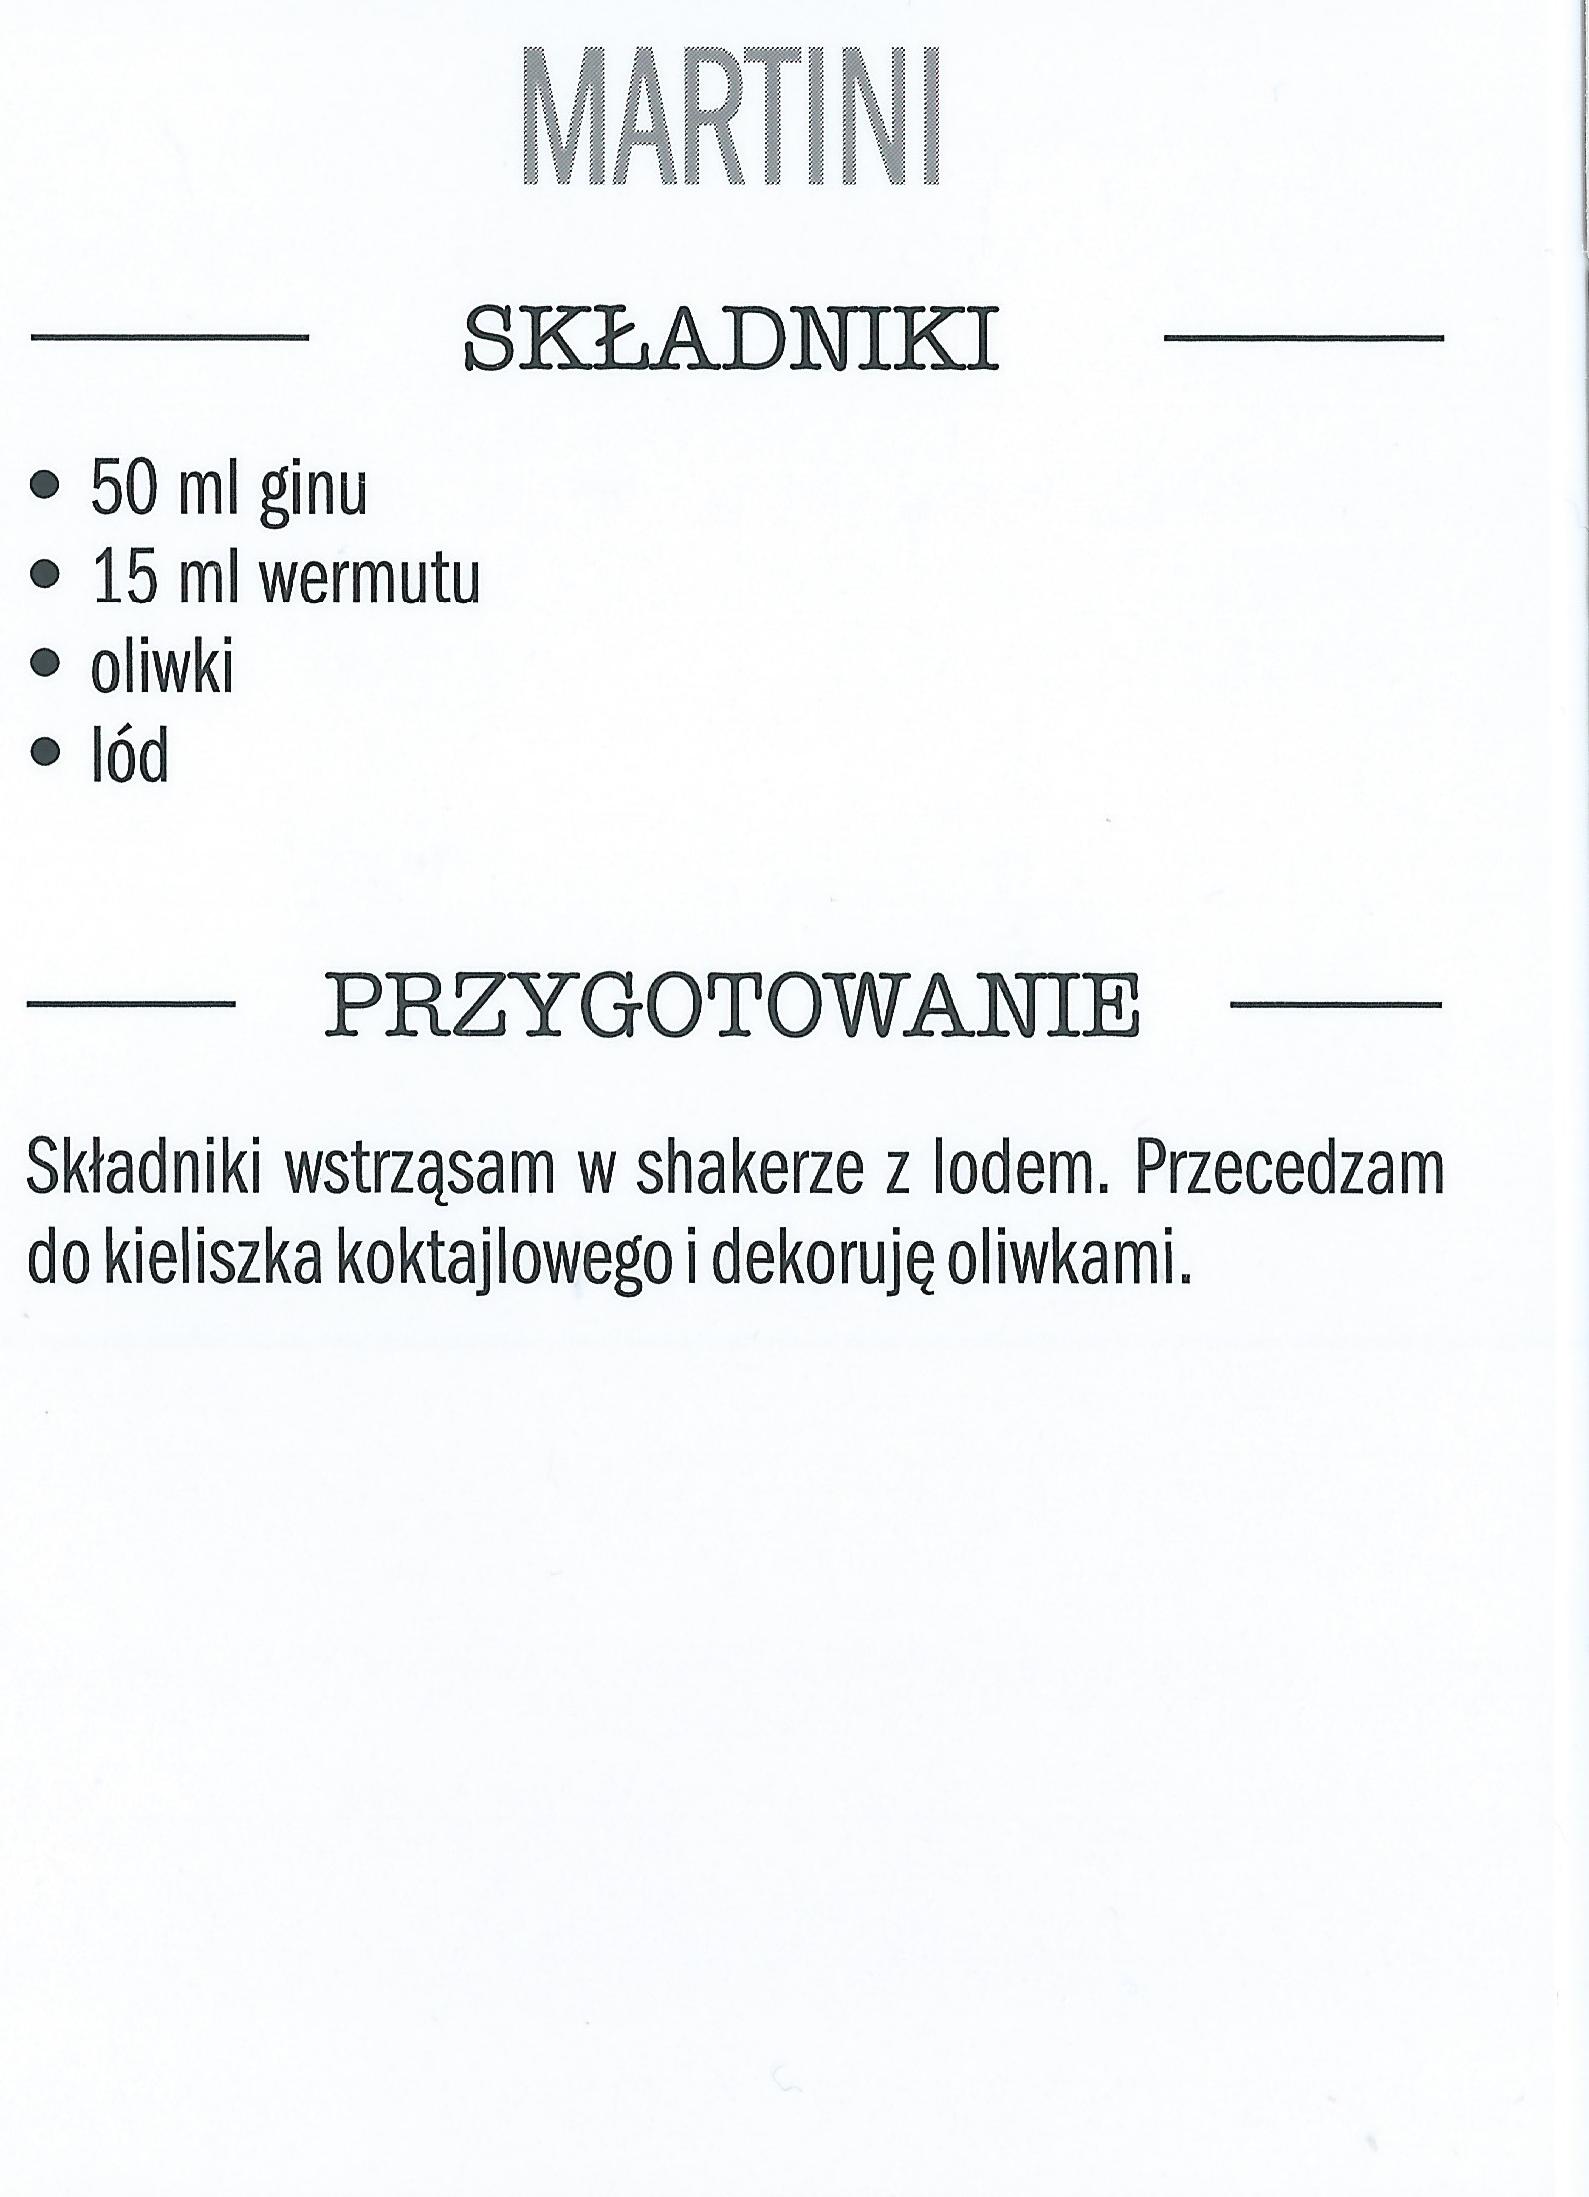 MARTINI
SKŁADNIKI
• 50 ml ginu
• 15 ml wermutu
• oliwki
• lód
PRZYGOTOWANIE
Składniki wstrząsam w shakerze z lodem. Przecedzam
do kieliszka koktajlowego i dekoruję oliwkami.